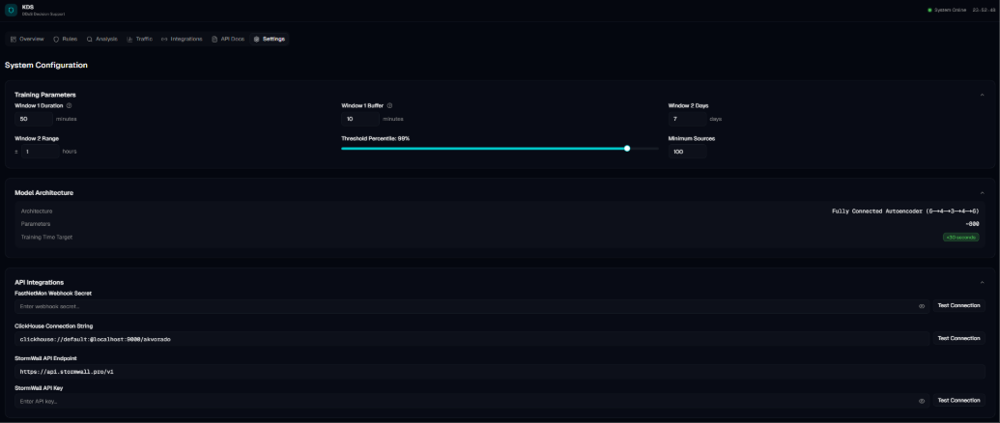 KDS
DDoS Decision Support
System Online 23:50:46
Overview Rules Analysis Traffic Integrations API Docs Settings
System Configuration
Training Parameters
Window 1 Duration
50 minutes
Window 1 Buffer
10 minutes
Window 2 Days
7 days
Window 2 Range
± 1 hours
Threshold Percentile: 99%
Minimum Sources
100
Model Architecture
Architecture Fully Connected Autoencoder (6→4→3→4→6)
Parameters ~800
Training Time Target <30 seconds
API Integrations
FastNetMon Webhook Secret
Enter webhook secret... Test Connection
ClickHouse Connection String
clickhouse://default:@localhost:9000/akvorado Test Connection
StormWall API Endpoint
https://api.stormwall.pro/v1
StormWall API Key
Enter API key... Test Connection